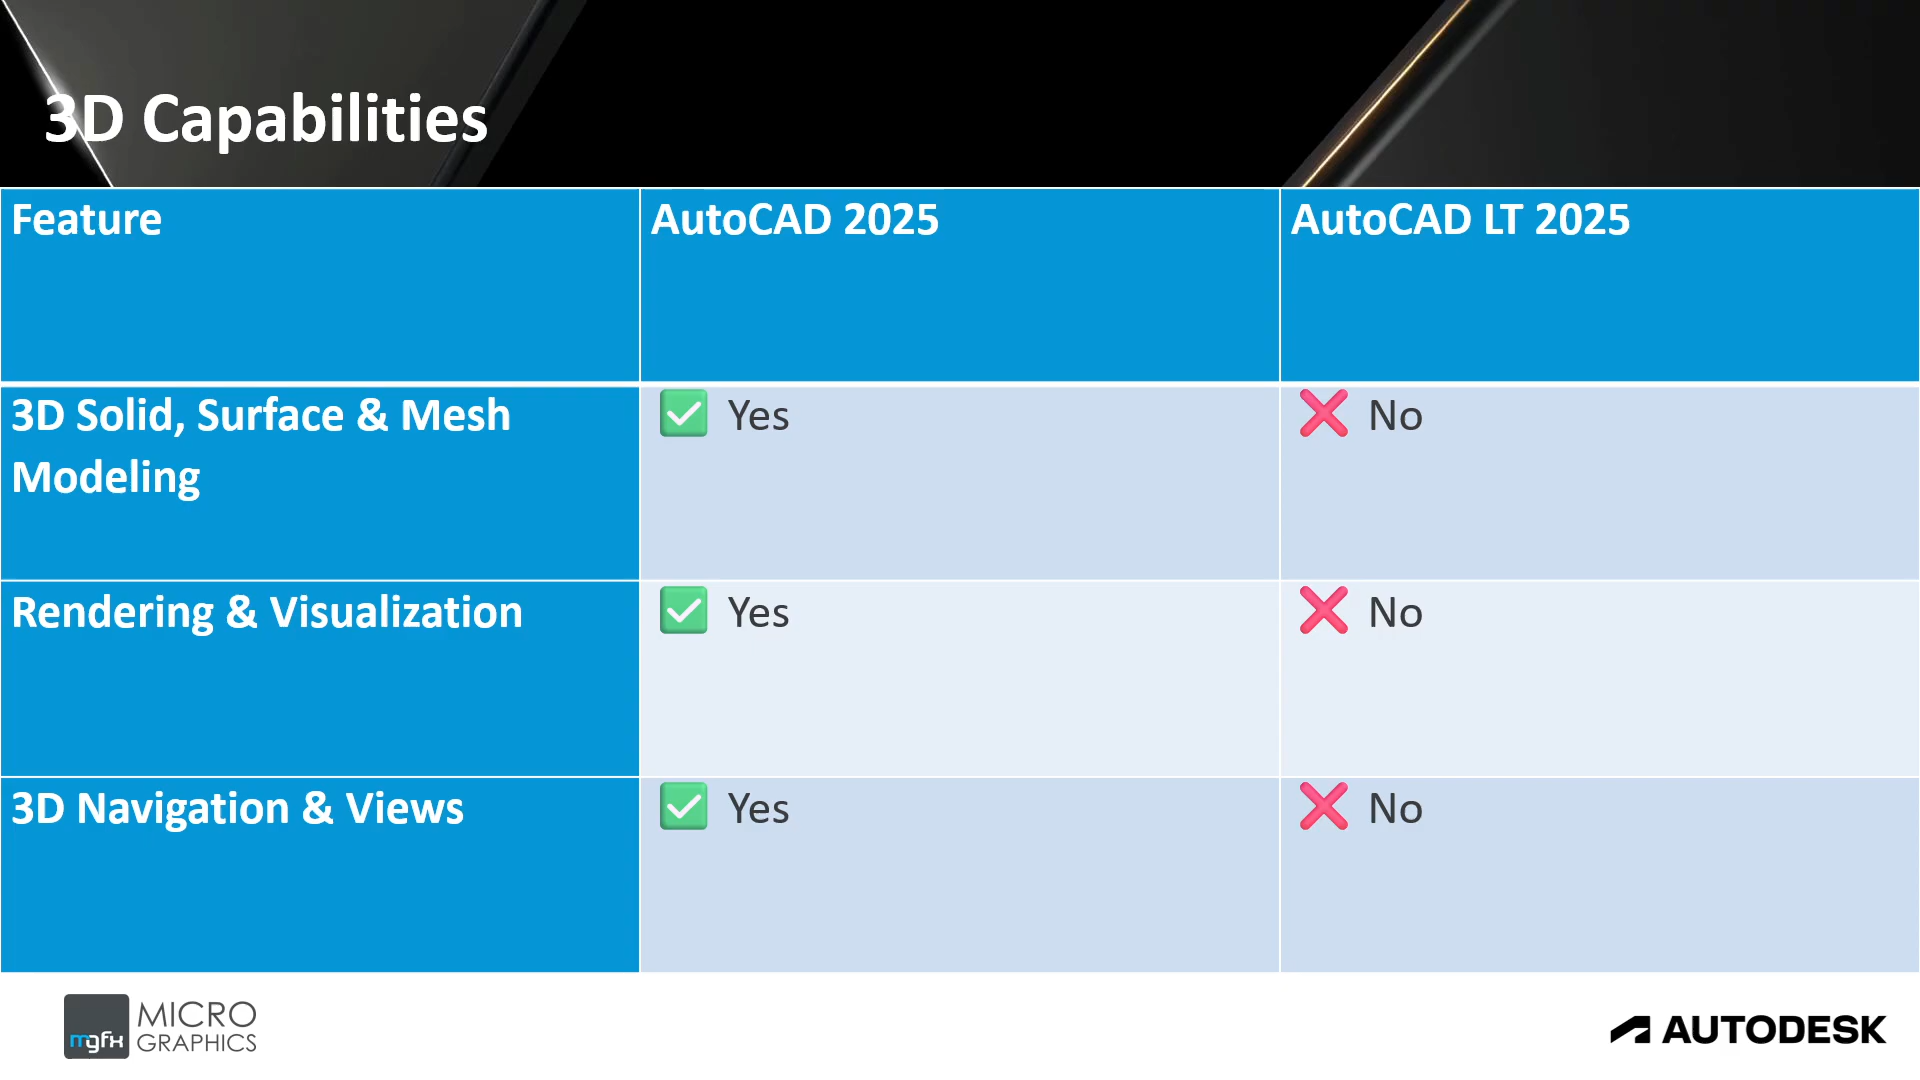 3D Capabilities
Feature
AutoCAD 2025
AutoCAD LT 2025
3D Solid, Surface & Mesh
Modeling
✅ Yes
❌ No
Rendering & Visualization
✅ Yes
❌ No
3D Navigation & Views
✅ Yes
❌ No
mgfx
MICRO
GRAPHICS
AUTODESK